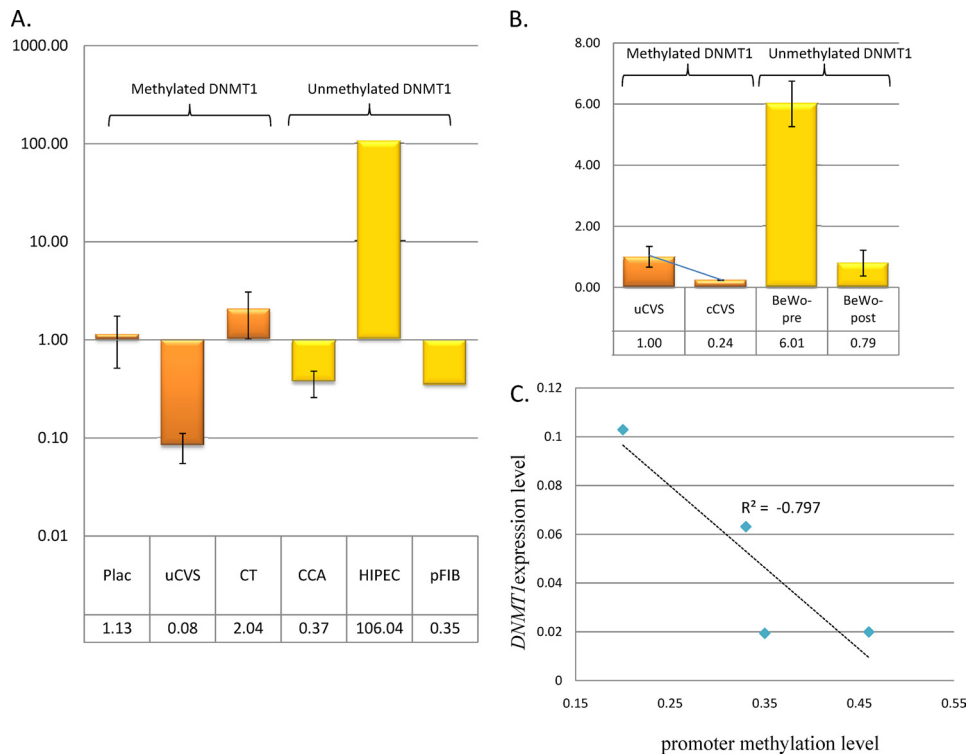 A.
1000.00
100.00
10.00
1.00
0.10
0.01
Methylated DNMT1
Unmethylated DNMT1
Plac uCVS CT CCA HIPEC pFIB
1.13 0.08 2.04 0.37 106.04 0.35
B.
8.00
6.00
4.00
2.00
0.00
Methylated DNMT1
Unmethylated DNMT1
uCVS cCVS BeWo-pre BeWo-post
1.00 0.24 6.01 0.79
C.
0.12
0.1
0.08
0.06
0.04
0.02
0
DNMT1expression level
R² = -0.797
0.15 0.25 0.35 0.45 0.55
promoter methylation level